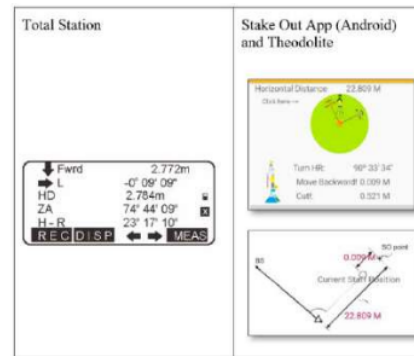 Total Station
Stake Out App (Android)
and Theodolite
Fwrd 2.772m
L -0° 09' 09"
HD 2.784m
ZA 74° 44' 09"
H - R 23° 17' 10"
REC DISP MEAS
Horizontal Distance 22.809 M
Click here
Turn HR: 90° 33' 34"
Move Backward! 0.009 M
Cut!: 0.521 M
BS
0.009 M
SO point
Current Staff Position
22.809 M